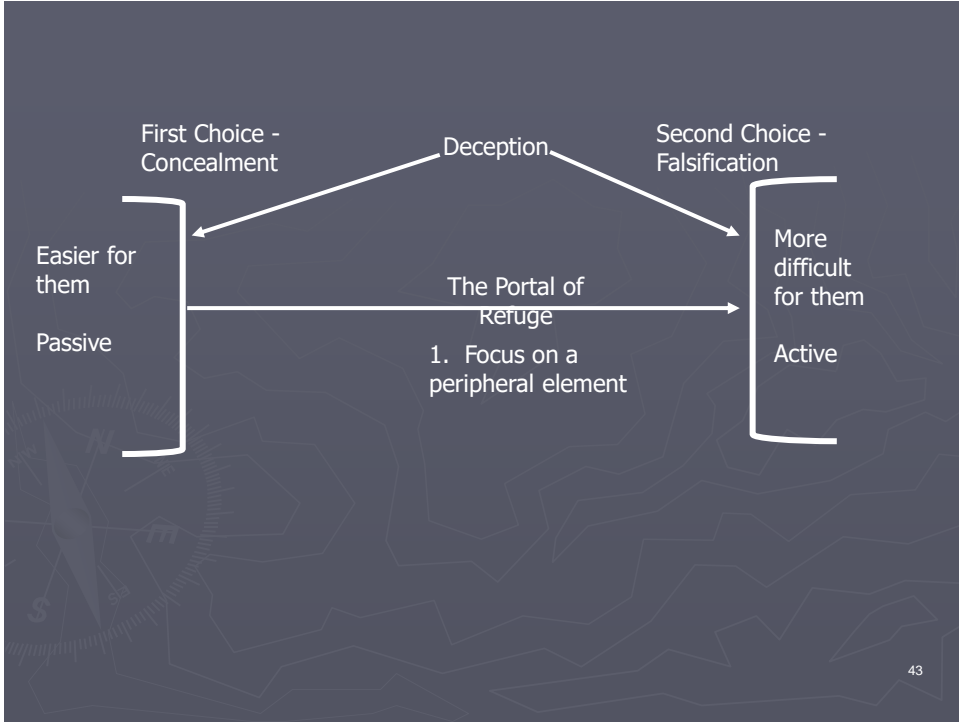 First Choice -
Concealment
Deception
Second Choice -
Falsification
Easier for
them
Passive
The Portal of
Refuge
1. Focus on a
peripheral element
More
difficult
for them
Active
N
E
S
43